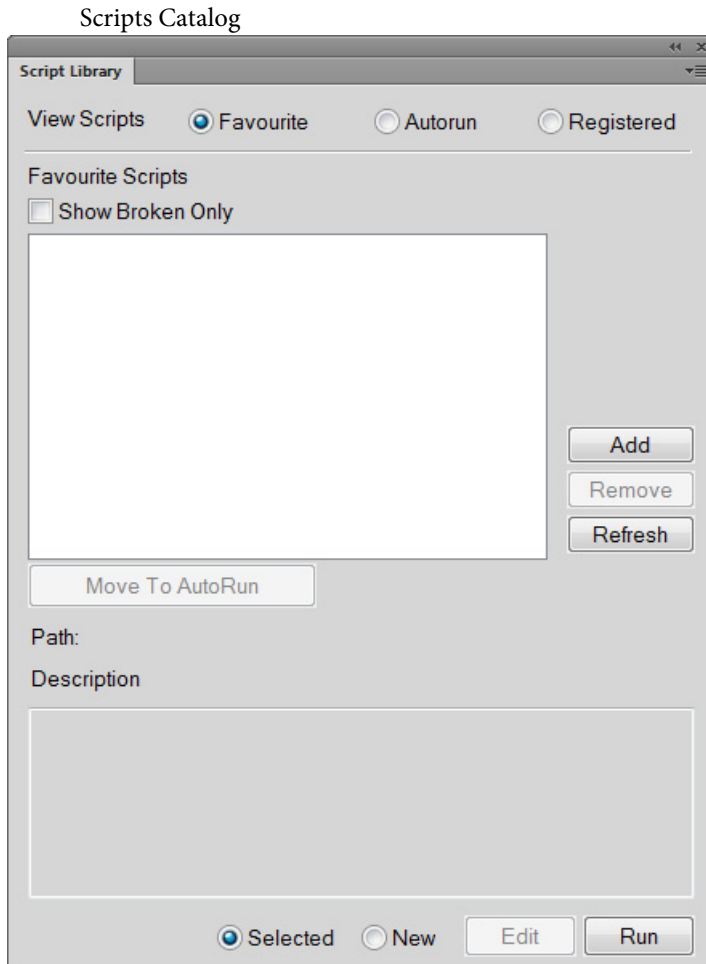 Scripts Catalog
Script Library
View Scripts Favourite Autorun Registered
Favourite Scripts
Show Broken Only
Add
Remove
Refresh
Move To AutoRun
Path:
Description
Selected New Edit Run